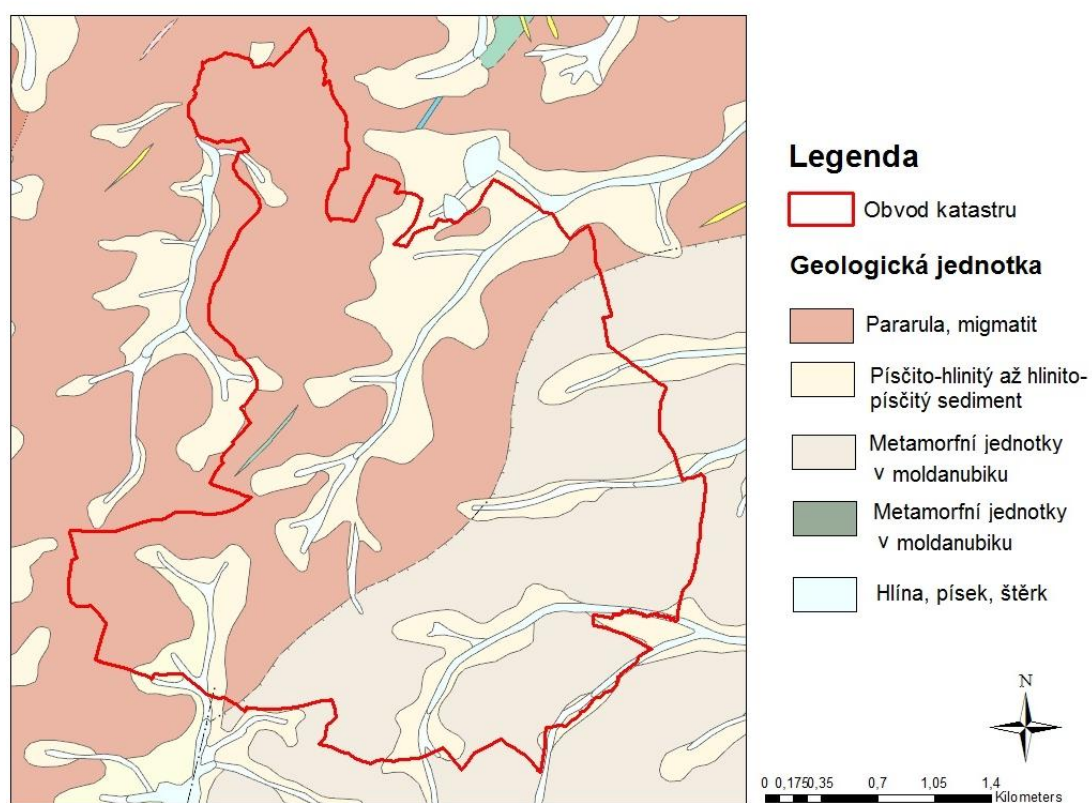 Legenda
Obvod katastru
Geologická jednotka
Pararula, migmatit
Písčito-hlinitý až hlinito-
písčitý sediment
Metamorfní jednotky
v moldanubiku
Metamorfní jednotky
v moldanubiku
Hlína, písek, štěrk
N
0 0,1750,35 0,7 1,05 1,4
Kilometers